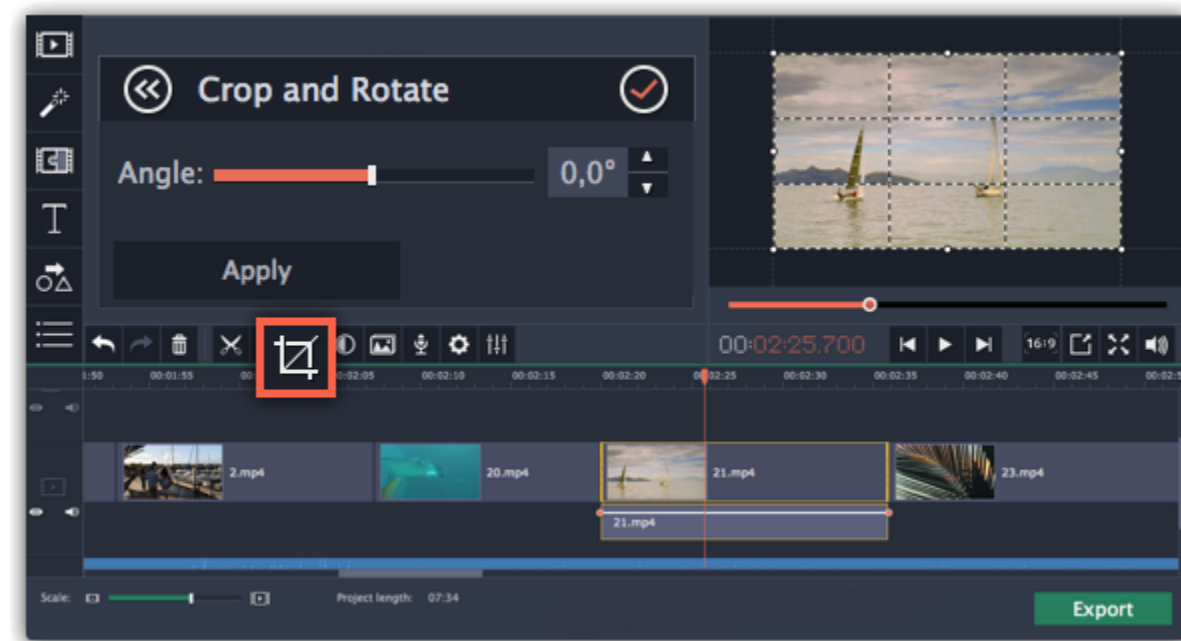 Crop and Rotate
Angle: 0,0°
T
Apply
00:02:25.700
16:9
1:50 00:01:55 00: :02:05 00:02:10 00:02:15 00:02:20 00:02:25 00:02:30 00:02:35 00:02:40 00:02:45 00:02:5
2.mp4 20.mp4 21.mp4 23.mp4
21.mp4
Scale: Project length: 07:34
Export